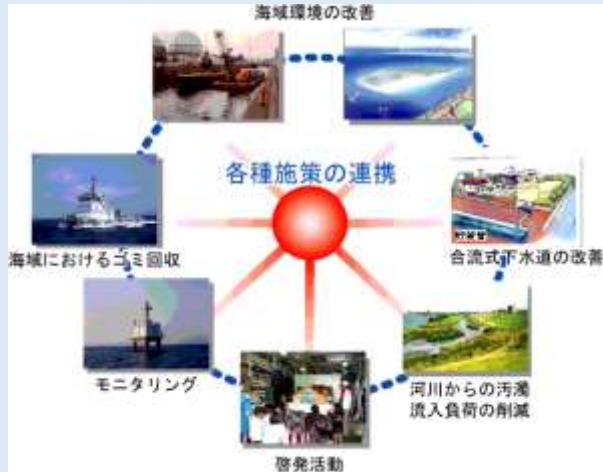 海域環境の改善
各種施策の連携
海域におけるゴミ回収
貯留管
合流式下水道の改善
モニタリング
河川からの汚濁
流入負荷の削減
啓発活動